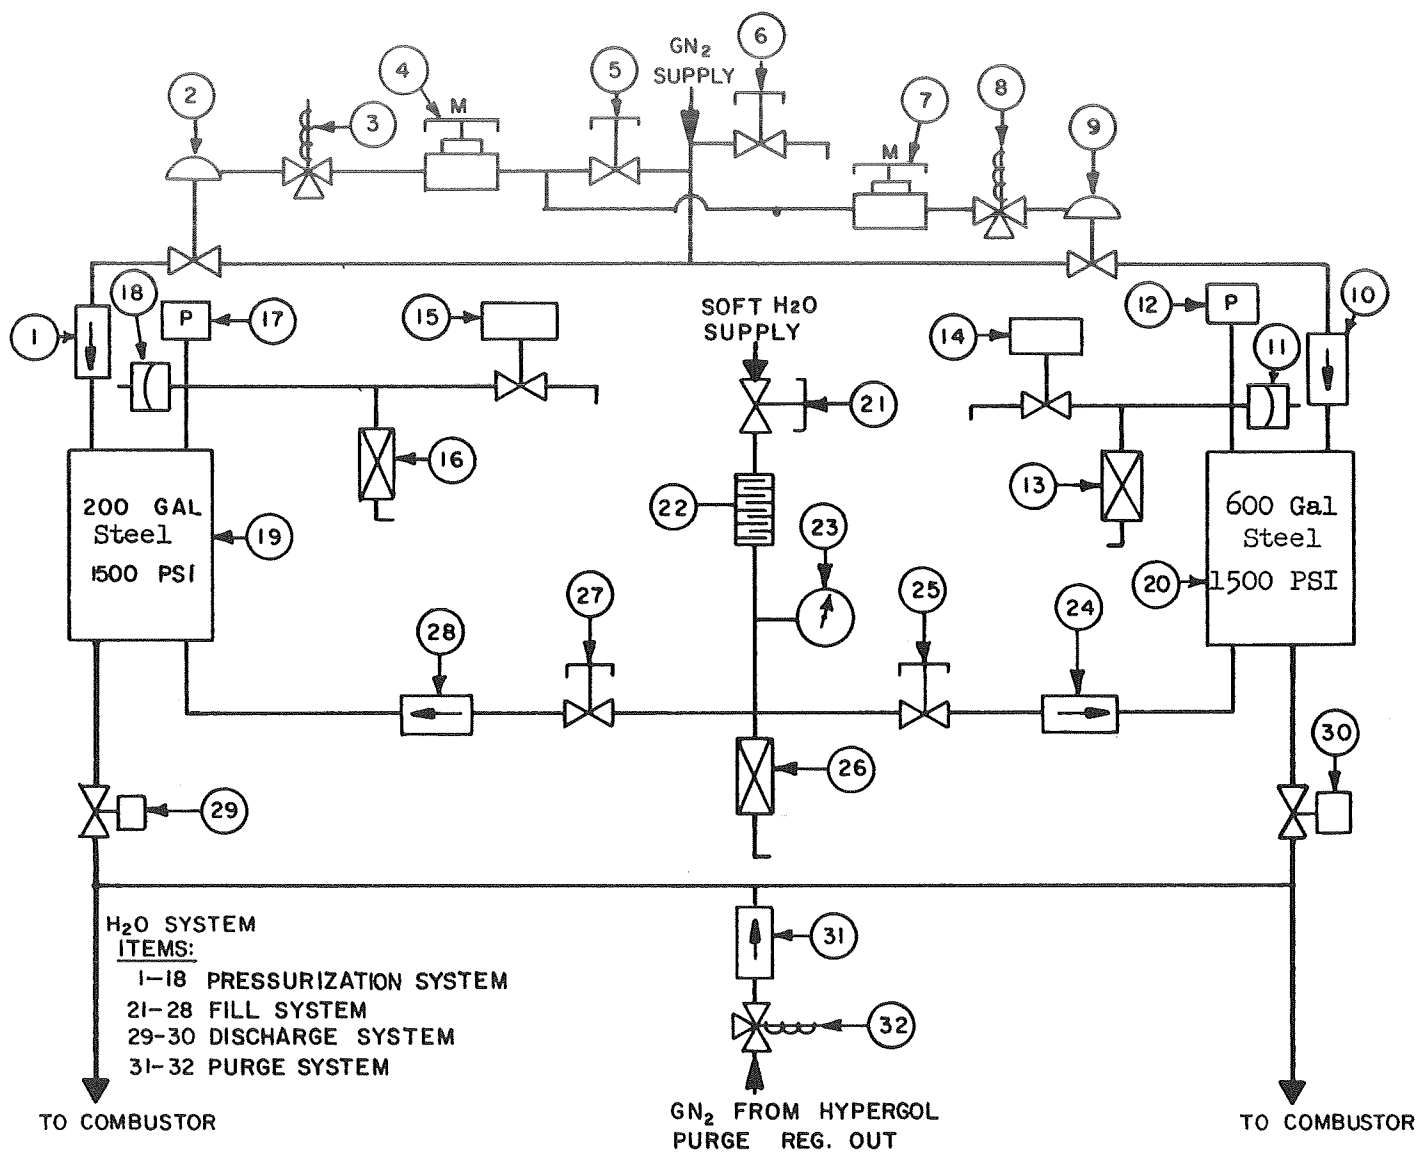 6
GN2
SUPPLY
5
4
M
8
2
3
7
9
M
18
17
15
SOFT H2O
SUPPLY
12
P
10
1
P
14
11
21
16
13
22
23
200 GAL
Steel
1500 PSI
19
600 Gal
Steel
1500 PSI
20
27
25
24
28
30
26
29
H2O SYSTEM
ITEMS:
1-18 PRESSURIZATION SYSTEM
21-28 FILL SYSTEM
29-30 DISCHARGE SYSTEM
31-32 PURGE SYSTEM
31
32
TO COMBUSTOR
GN2 FROM HYPERGOL
PURGE REG. OUT
TO COMBUSTOR